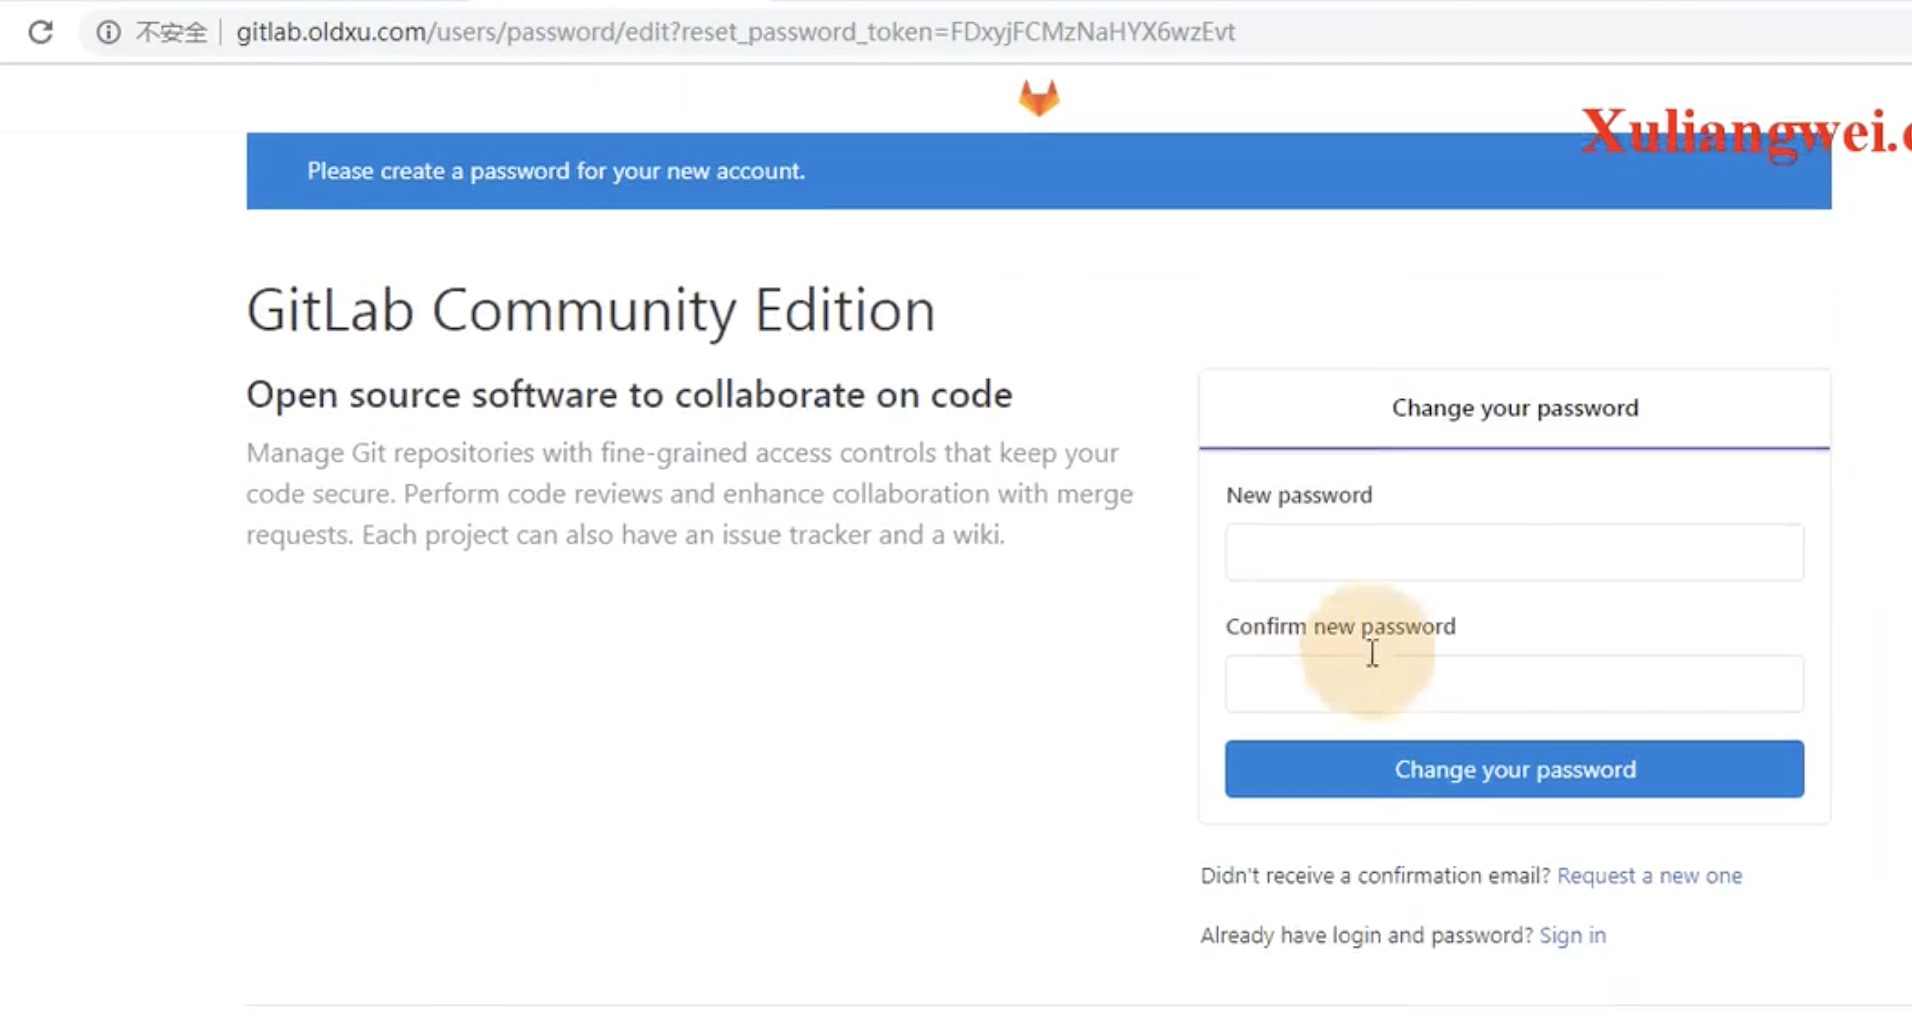 不安全 gitlab.oldxu.com/users/password/edit?reset_password_token=FDxyjFCMzNaHYX6wzEvt
Xuliangwei.c
Please create a password for your new account.
GitLab Community Edition
Open source software to collaborate on code
Manage Git repositories with fine-grained access controls that keep your
code secure. Perform code reviews and enhance collaboration with merge
requests. Each project can also have an issue tracker and a wiki.
Change your password
New password
Confirm new password
Change your password
Didn't receive a confirmation email? Request a new one
Already have login and password? Sign in